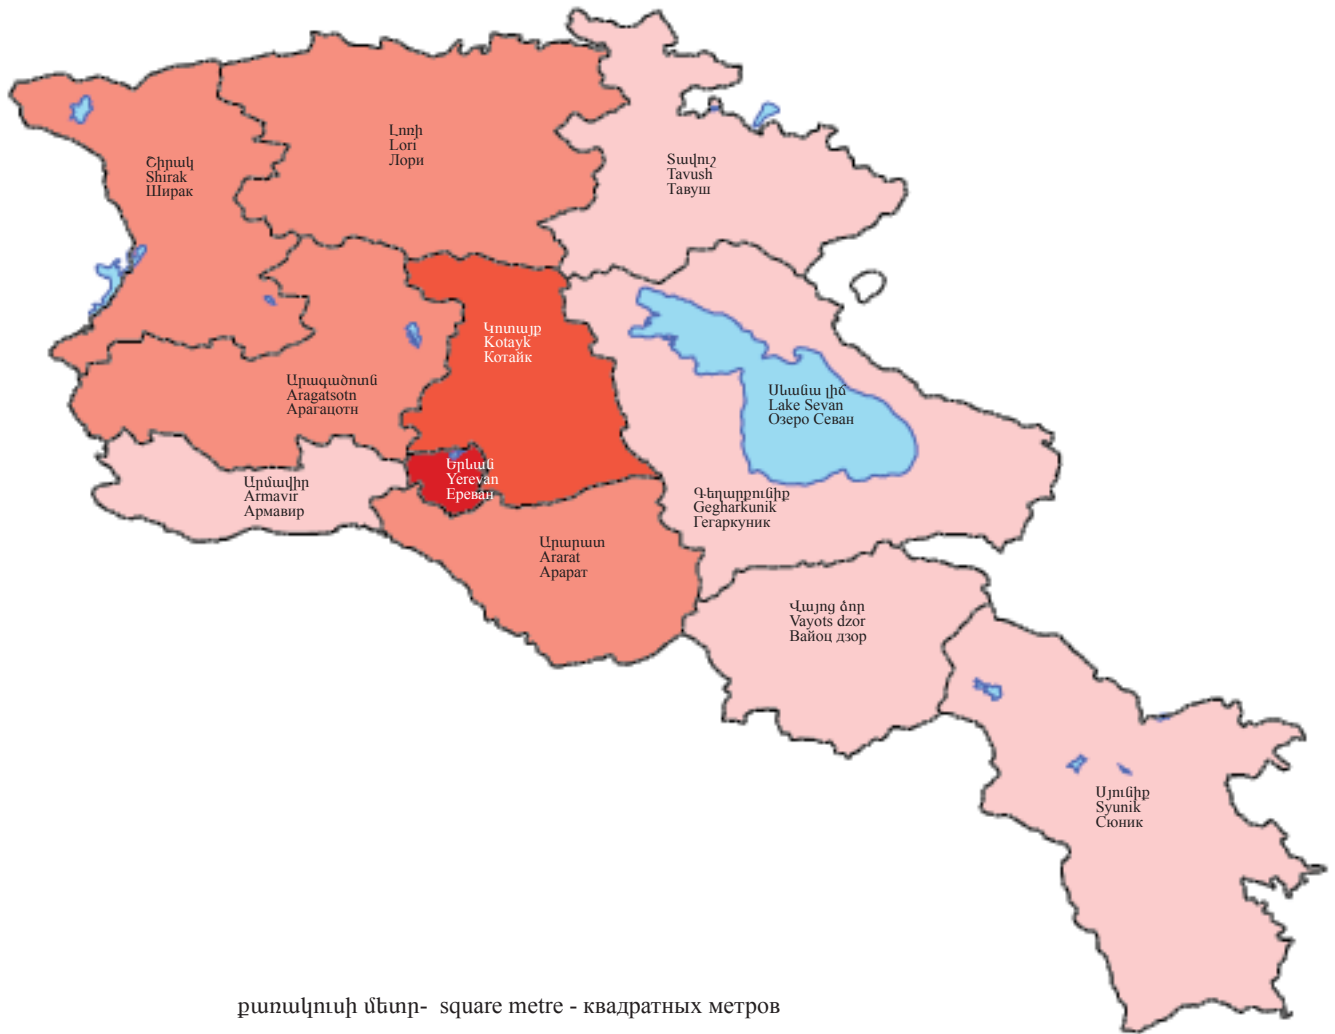 Լոռի
Lori
Лори
Շիրակ
Shirak
Ширак
Տավուշ
Tavush
Тавуш
Կոտայք
Kotayk
Котайк
Արագածոտն
Aragatsotn
Арагацотн
Սևանա լիճ
Lake Sevan
Озеро Севан
Երևան
Yerevan
Ереван
Արմավիր
Armavir
Армавир
Գեղարքունիք
Gegharkunik
Гегаркуник
Արարատ
Ararat
Арарат
Վայոց ձոր
Vayots dzor
Вайоц дзор
Սյունիք
Syunik
Сюник
քառակուսի մետր- square metre - квадратных метров